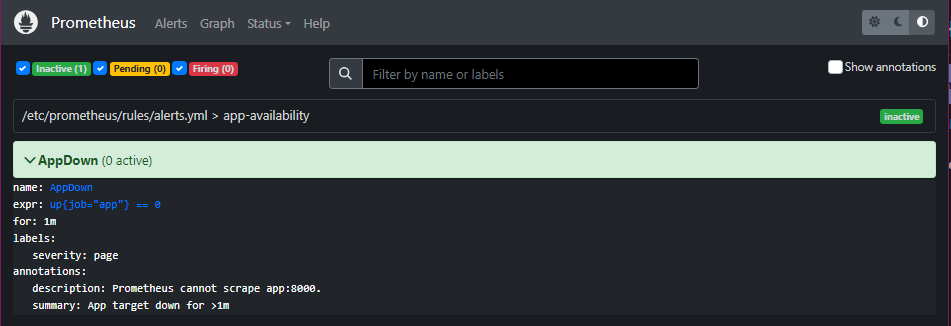 Prometheus Alerts Graph Status Help
Inactive (1) Pending (0) Firing (0) Filter by name or labels Show annotations
/etc/prometheus/rules/alerts.yml > app-availability inactive
AppDown (0 active)
name: AppDown
expr: up{job="app"} == 0
for: 1m
labels:
severity: page
annotations:
description: Prometheus cannot scrape app:8000.
summary: App target down for >1m